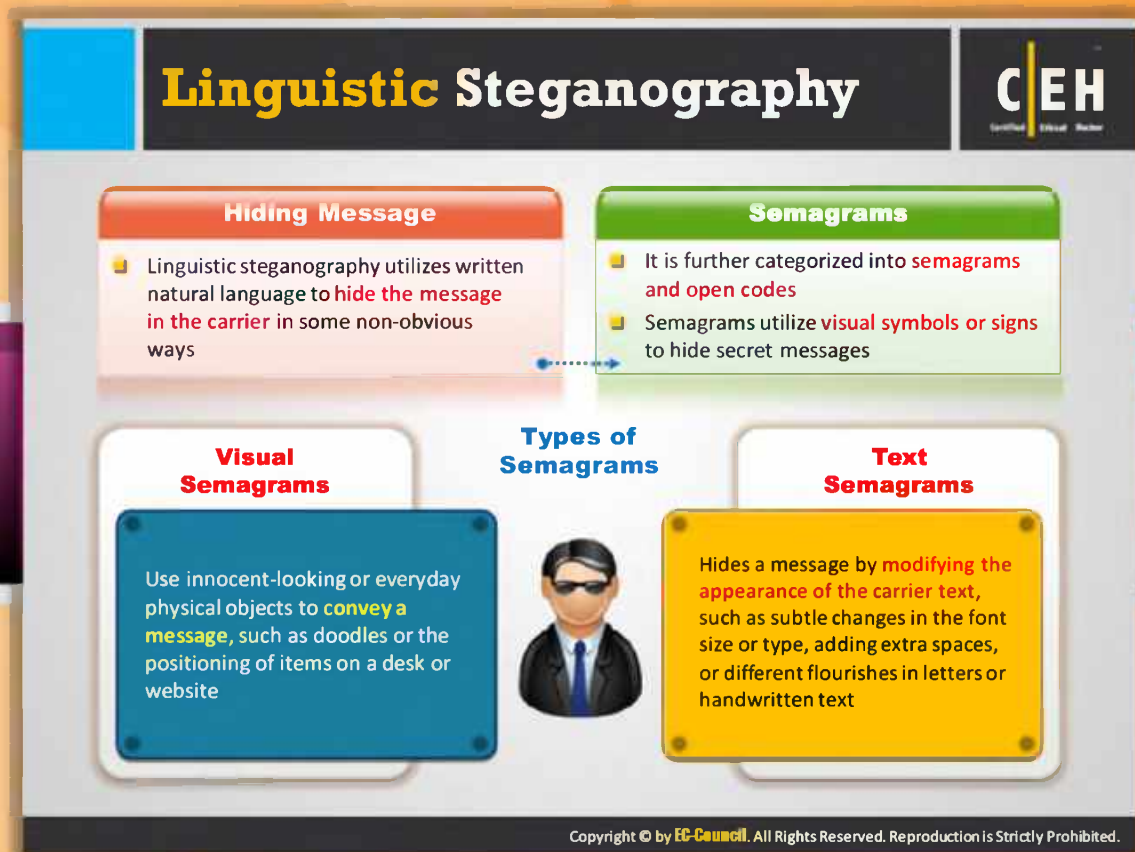 Linguistic Steganography
C|EH
Certified Ethical Hacker
Hiding Message
Linguistic steganography utilizes written
natural language to hide the message
in the carrier in some non-obvious
ways
Semagrams
It is further categorized into semagrams
and open codes
Semagrams utilize visual symbols or signs
to hide secret messages
Types of
Semagrams
Visual
Semagrams
Use innocent-looking or everyday
physical objects to convey a
message, such as doodles or the
positioning of items on a desk or
website
Text
Semagrams
Hides a message by modifying the
appearance of the carrier text,
such as subtle changes in the font
size or type, adding extra spaces,
or different flourishes in letters or
handwritten text
Copyright © by EC-Council. All Rights Reserved. Reproduction is Strictly Prohibited.